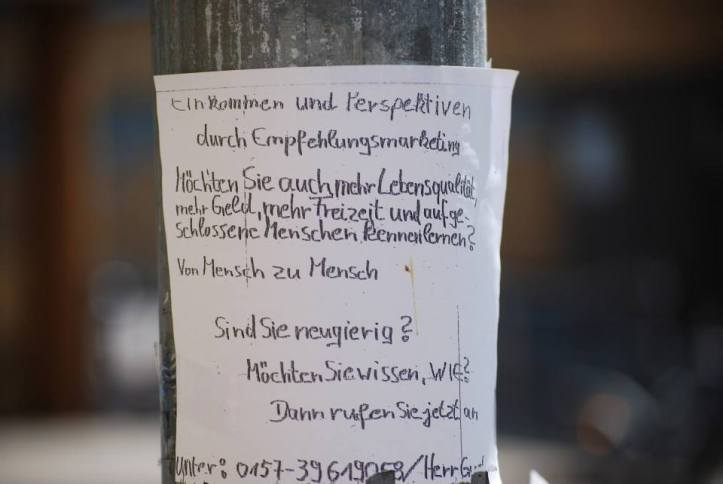 Einkommen und Perspektiven
durch Empfehlungsmarketing
Möchten Sie auch mehr Lebensqualität,
mehr Geld, mehr Freizeit und aufge-
schlossene Menschen kennenlernen?
Von Mensch zu Mensch
Sind Sie neugierig?
Möchten Sie wissen, WIE?
Dann rufen Sie jetzt an
Unter: 0157-39619058/Herr